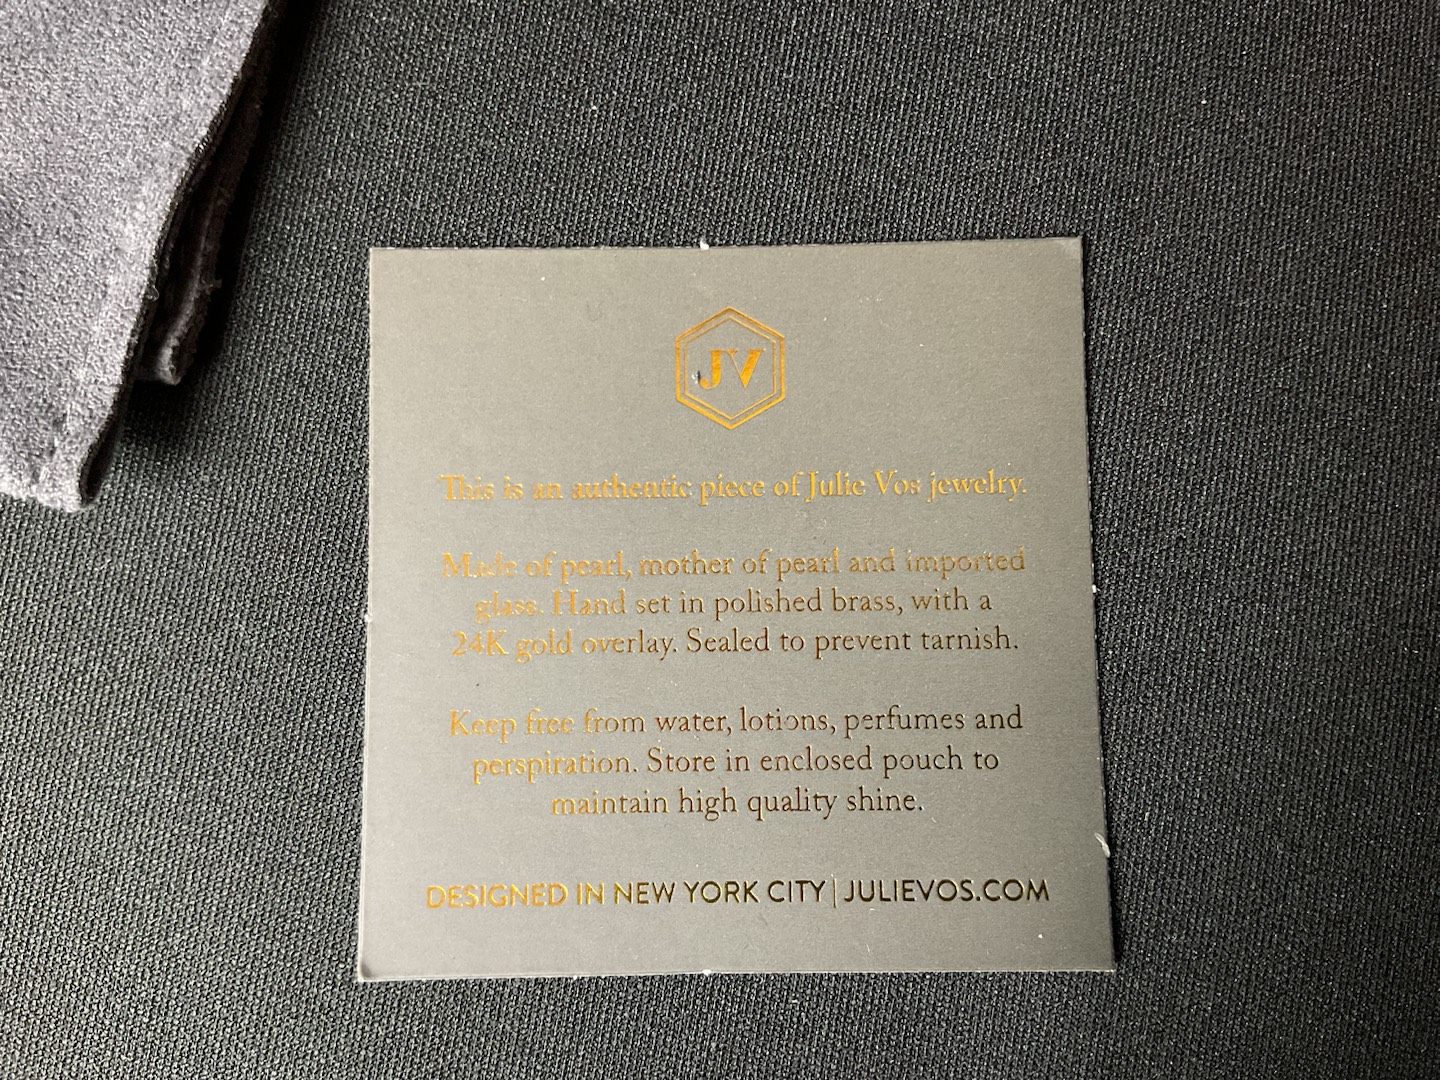 JV
This is an authentic piece of Julie Vos jewelry.
Made of pearl, mother of pearl and imported
glass. Hand set in polished brass, with a
24K gold overlay. Sealed to prevent tarnish.
Keep free from water, lotions, perfumes and
perspiration. Store in enclosed pouch to
maintain high quality shine.
DESIGNED IN NEW YORK CITY | JULIEVOS.COM